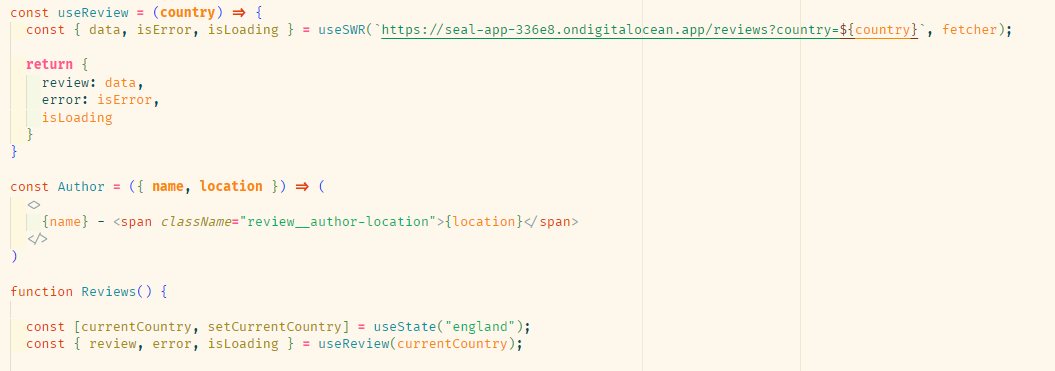 const useReview = (country) => {
  const { data, isError, isLoading } = useSWR(`https://seal-app-336e8.ondigitalocean.app/reviews?country=${country}`, fetcher);
  return {
    review: data,
    error: isError,
    isLoading
  }
}
const Author = ({ name, location }) => (
  <>
    {name} - <span className="review__author-location">{location}</span>
  </>
)
function Reviews() {
  const [currentCountry, setCurrentCountry] = useState("england");
  const { review, error, isLoading } = useReview(currentCountry);